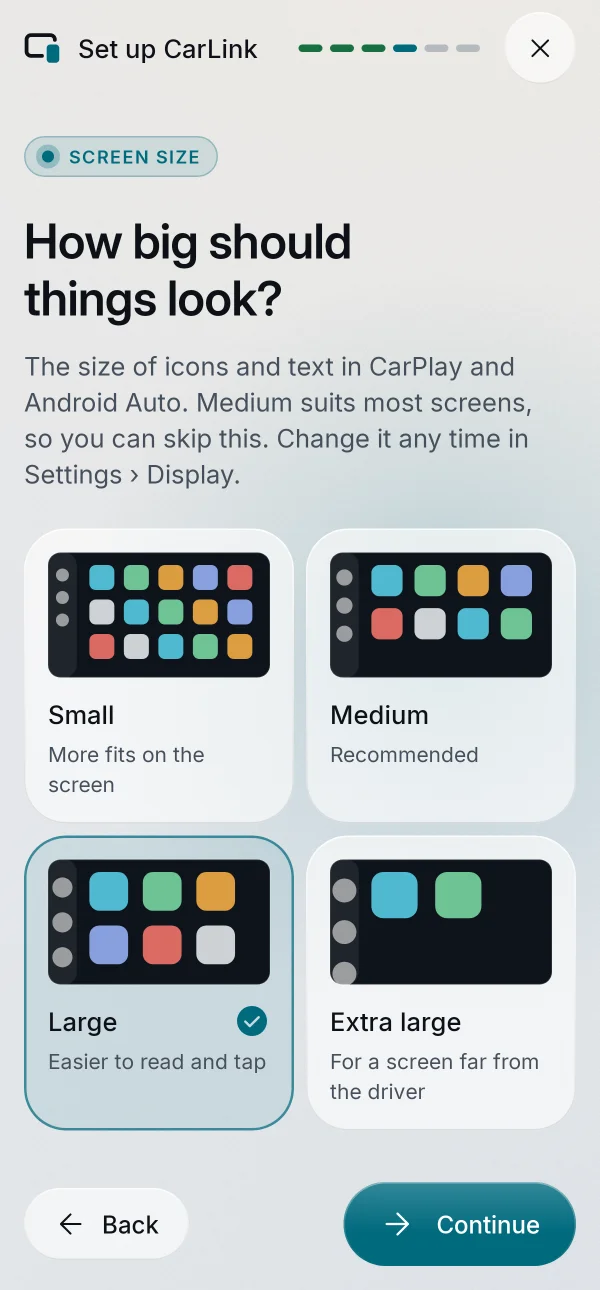 Set up CarLink
SCREEN SIZE
How big should
things look?
The size of icons and text in CarPlay and
Android Auto. Medium suits most screens,
so you can skip this. Change it any time in
Settings › Display.
Small
More fits on the
screen
Medium
Recommended
Large
Easier to read and tap
Extra large
For a screen far from
the driver
Back
Continue